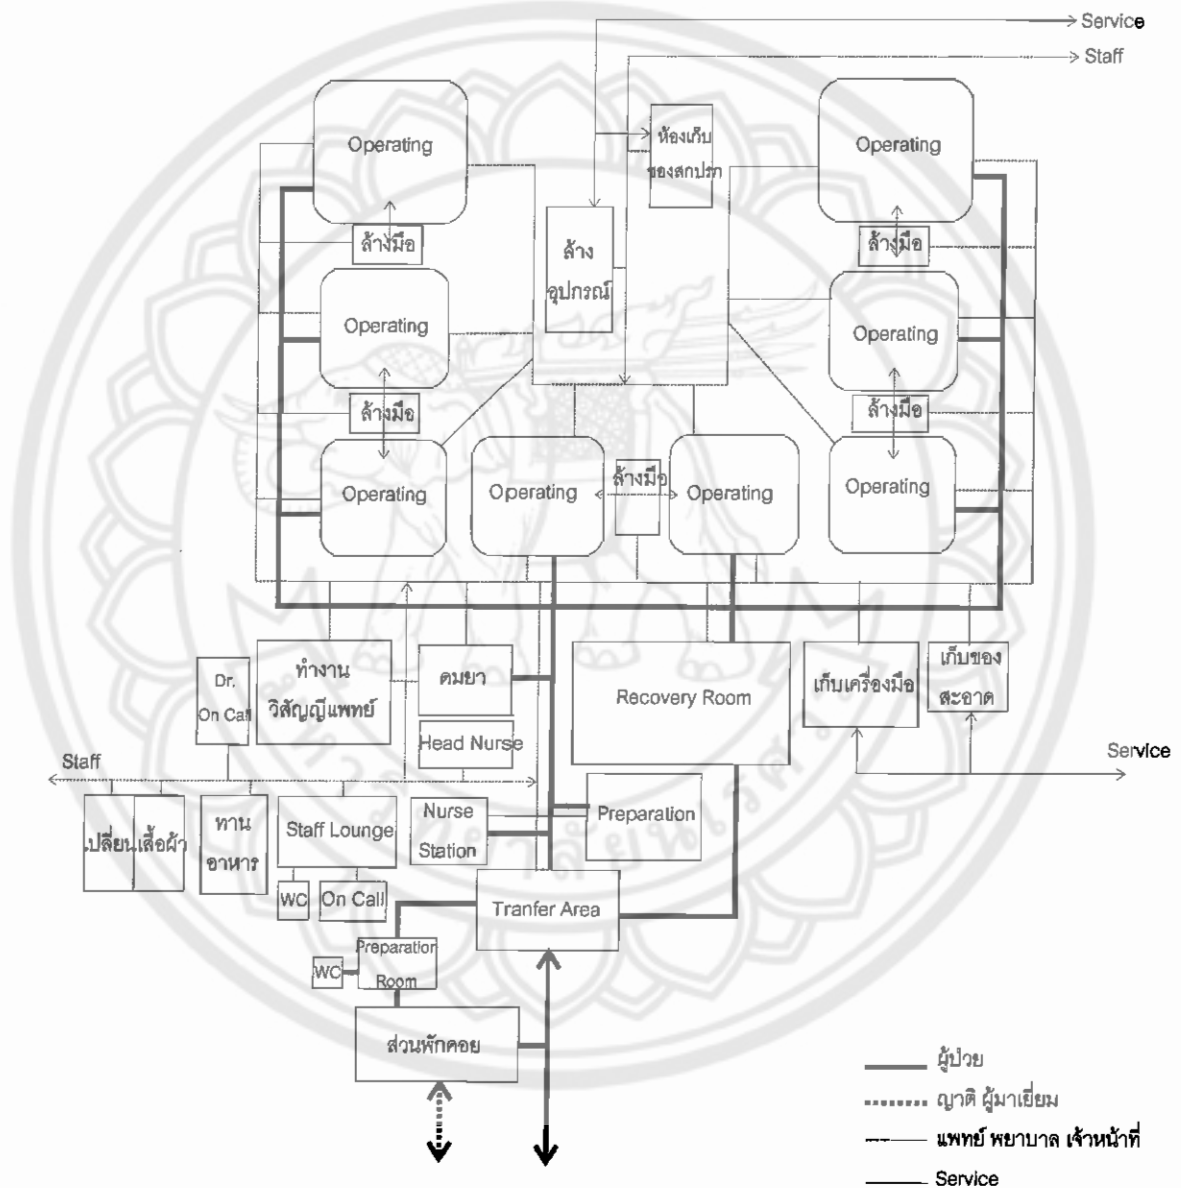 Service
Staff
Operating
ห้องเก็บ
ของสกปรก
Operating
ล้างมือ
ล้าง
อุปกรณ์
ล้างมือ
Operating
Operating
ล้างมือ
ล้างมือ
Operating
Operating
ล้างมือ
Operating
Operating
Dr.
On Call
ทำงาน
วิสัญญีแพทย์
ดมยา
Recovery Room
เก็บเครื่องมือ
เก็บของ
สะอาด
Head Nurse
Staff
Service
เปลี่ยนเสื้อผ้า
ทาน
อาหาร
Staff Lounge
Nurse
Station
Preparation
WC
On Call
Tranfer Area
Preparation
Room
WC
ส่วนพักคอย
ผู้ป่วย
ญาติ ผู้มาเยี่ยม
แพทย์ พยาบาล เจ้าหน้าที่
Service